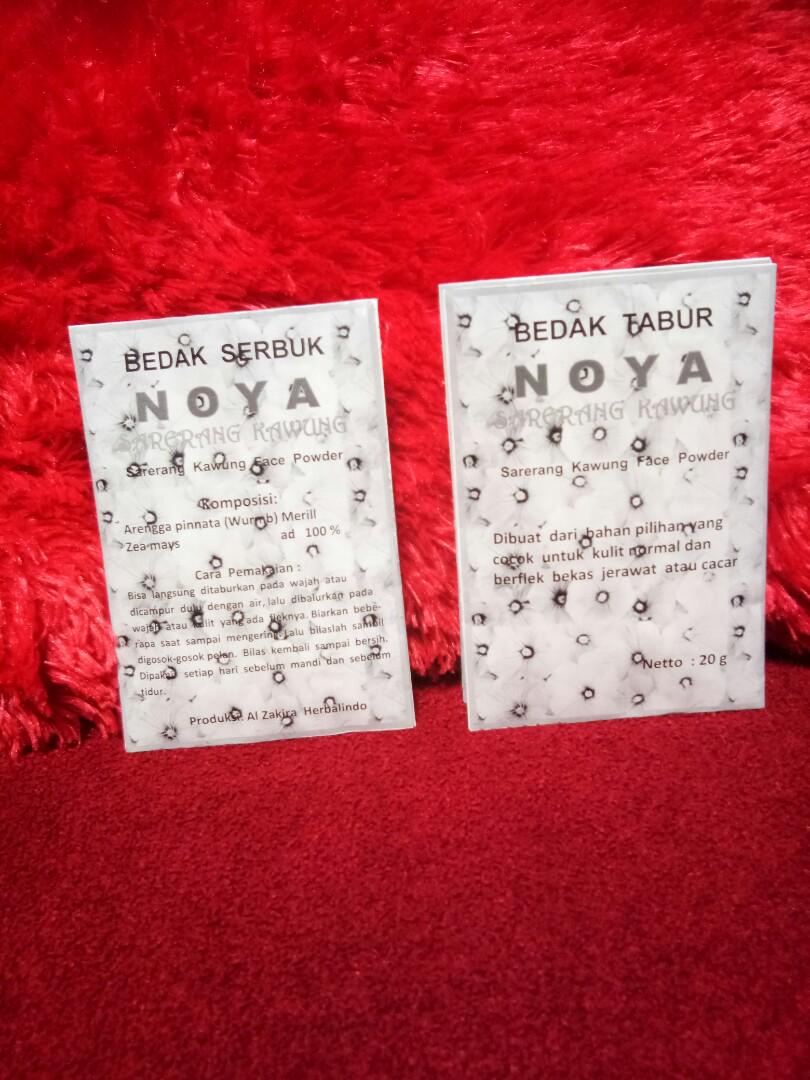 BEDAK SERBUK
NOYA
SARERANG KAWUNG
Sarerang Kawung Face Powder
Komposisi:
Arengga pinnata (Wurmb) Merill
Zea mays ad 100 %
Cara Pemakaian :
Bisa langsung ditaburkan pada wajah atau
dicampur dulu dengan air, lalu dibalurkan pada
wajah atau kulit yang ada fleknya. Biarkan bebe-
rapa saat sampai mengering. Lalu bilaslah sambil
digosok-gosok pelan. Bilas kembali sampai bersih.
Dipakai setiap hari sebelum mandi dan sebelum
tidur.
Produksi: Al Zakira Herbalindo
BEDAK TABUR
NOYA
SARERANG KAWUNG
Sarerang Kawung Face Powder
Dibuat dari bahan pilihan yang
cocok untuk kulit normal dan
berflek bekas jerawat atau cacar
Netto : 20 g